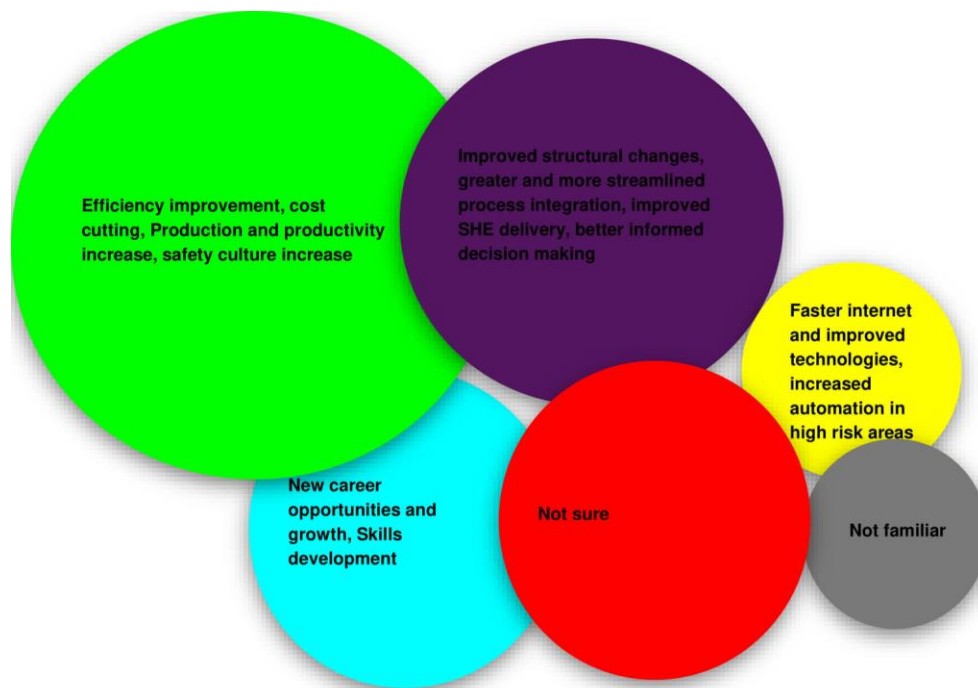 Efficiency improvement, cost
cutting, Production and productivity
increase, safety culture increase
Improved structural changes,
greater and more streamlined
process integration, improved
SHE delivery, better informed
decision making
Faster internet
and improved
technologies,
increased
automation in
high risk areas
New career
opportunities and
growth, Skills
development
Not sure
Not familiar